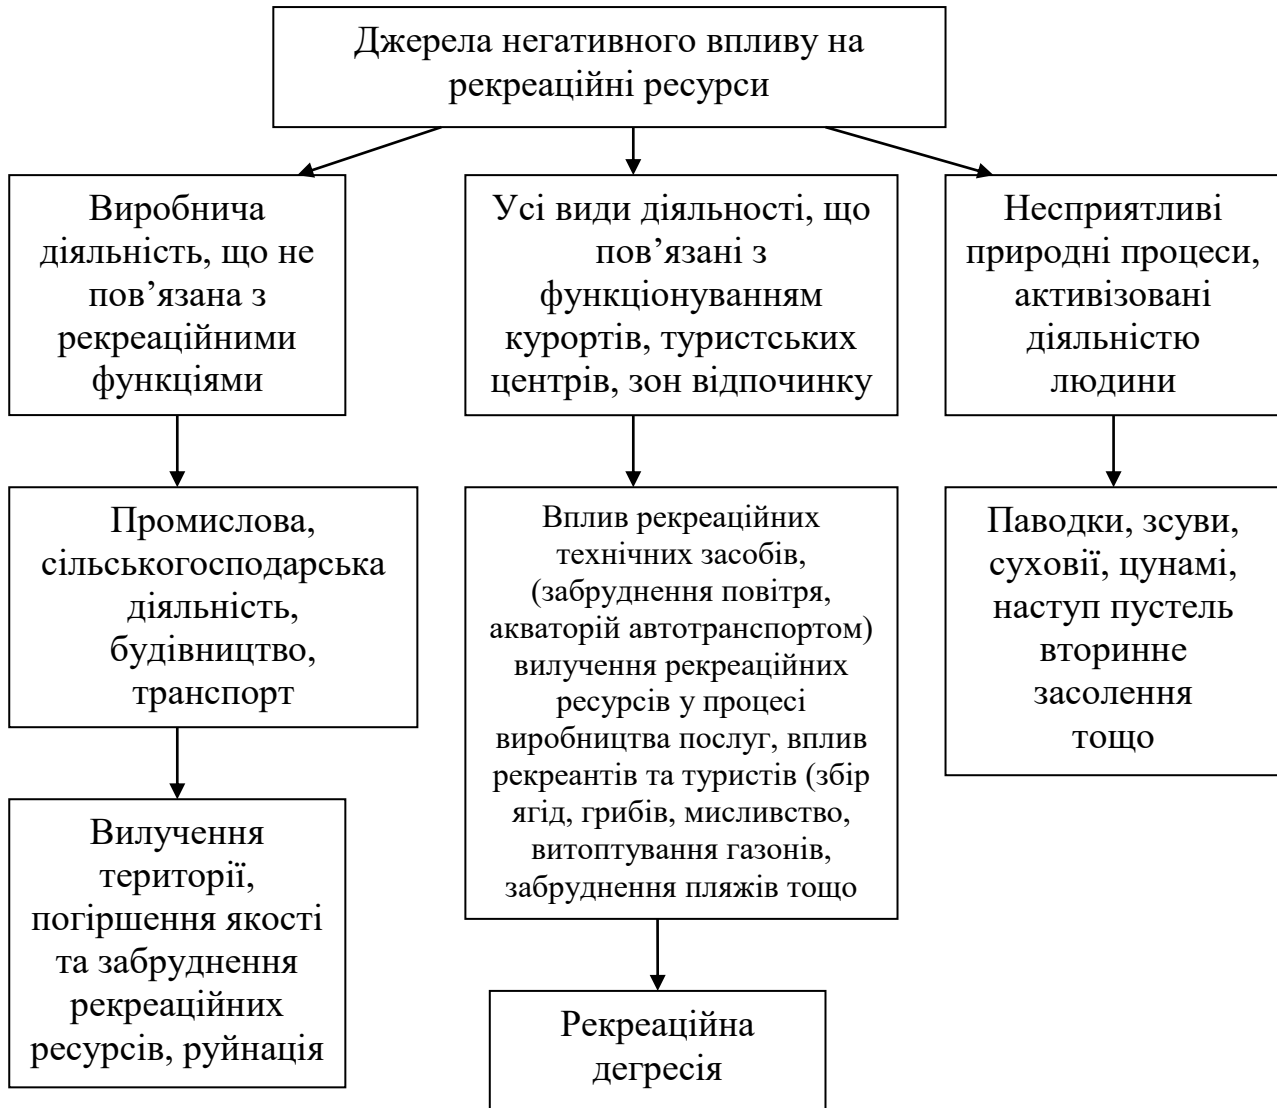 Джерела негативного впливу на
рекреаційні ресурси
Виробнича
діяльність, що не
пов’язана з
рекреаційними
функціями
Усі види діяльності, що
пов’язані з
функціонуванням
курортів, туристських
центрів, зон відпочинку
Несприятливі
природні процеси,
активізовані
діяльністю
людини
Промислова,
сільськогосподарська
діяльність,
будівництво,
транспорт
Вплив рекреаційних
технічних засобів,
(забруднення повітря,
акваторій автотранспортом)
вилучення рекреаційних
ресурсів у процесі
виробництва послуг, вплив
рекреантів та туристів (збір
ягід, грибів, мисливство,
витоптування газонів,
забруднення пляжів тощо
Паводки, зсуви,
суховії, цунамі,
наступ пустель
вторинне
засолення
тощо
Вилучення
території,
погіршення якості
та забруднення
рекреаційних
ресурсів, руйнація
Рекреаційна
дегресія